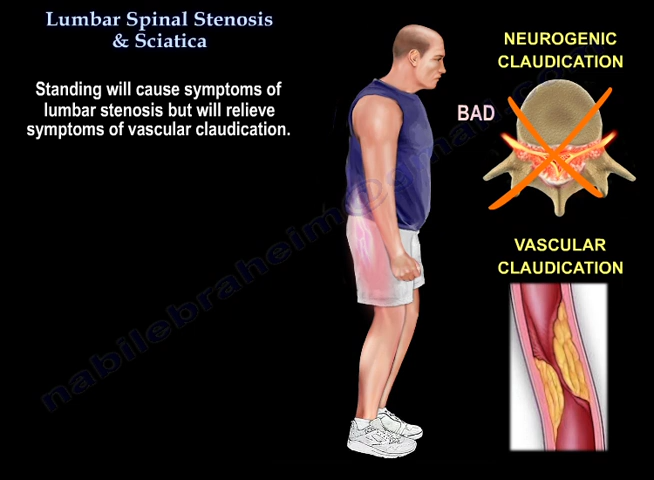 Lumbar Spinal Stenosis
& Sciatica
Standing will cause symptoms of
lumbar stenosis but will relieve
symptoms of vascular claudication.
NEUROGENIC
CLAUDICATION
BAD
VASCULAR
CLAUDICATION